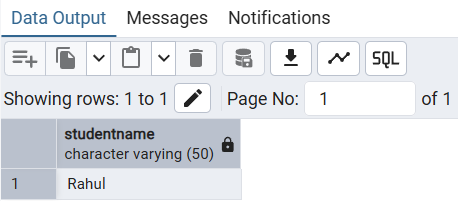 Data Output Messages Notifications
SQL
Showing rows: 1 to 1 Page No: 1 of 1
studentname
character varying (50)
1 Rahul